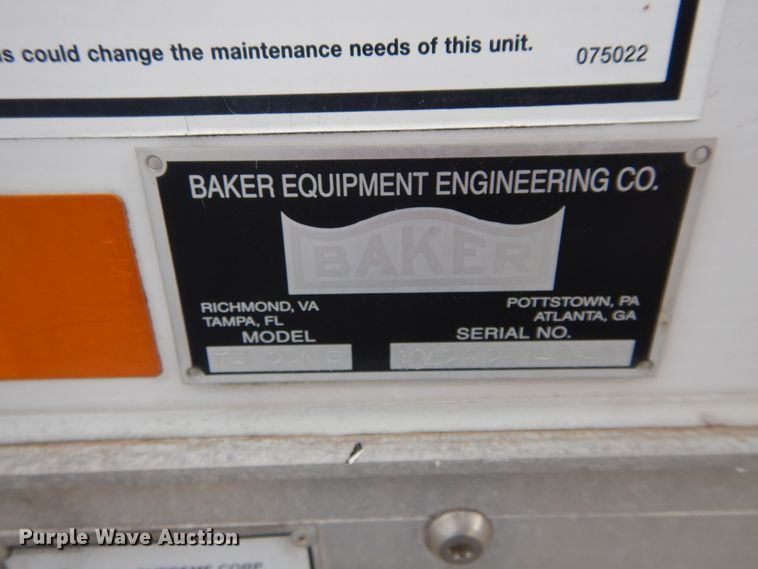 could change the maintenance needs of this unit.
075022
BAKER EQUIPMENT ENGINEERING CO.
BAKER
RICHMOND, VA
TAMPA, FL
POTTSTOWN, PA
ATLANTA, GA
MODEL
SERIAL NO.
Purple Wave Auction
CORP